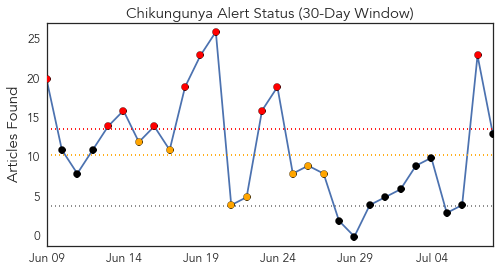 Chikungunya Alert Status (30-Day Window)
Articles Found
25
20
15
10
5
0
Jun 09 Jun 14 Jun 19 Jun 24 Jun 29 Jul 04